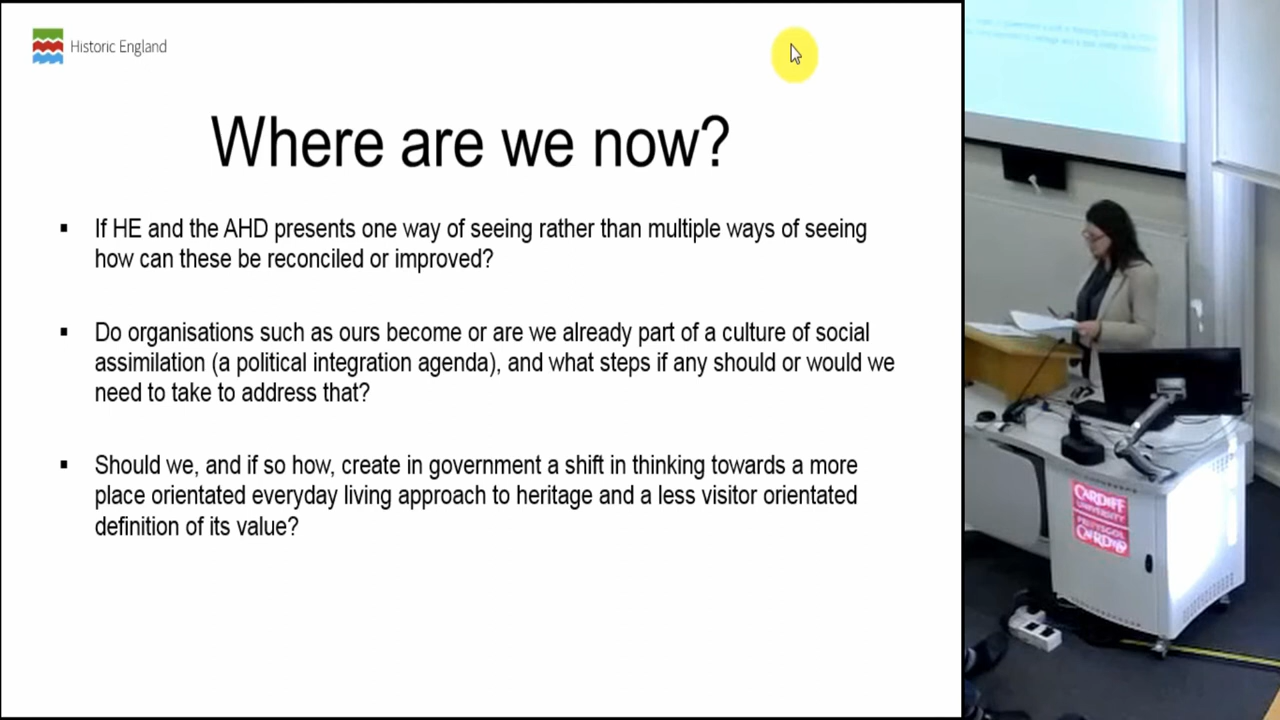 Historic England
Where are we now?
▪ If HE and the AHD presents one way of seeing rather than multiple ways of seeing
how can these be reconciled or improved?
▪ Do organisations such as ours become or are we already part of a culture of social
assimilation (a political integration agenda), and what steps if any should or would we
need to take to address that?
▪ Should we, and if so how, create in government a shift in thinking towards a more
place orientated everyday living approach to heritage and a less visitor orientated
definition of its value?
CARDIFF
UNIVERSITY
PRIFYSGOL
CAERDYDD